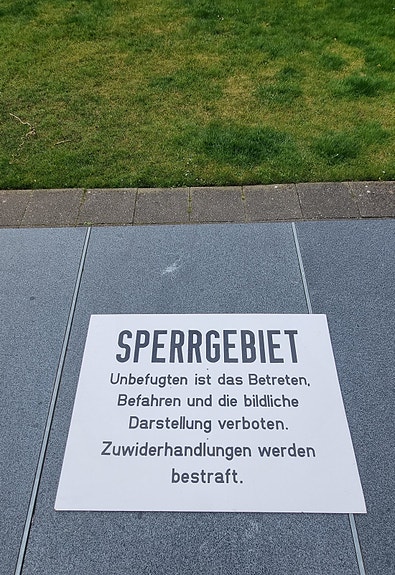 SPERRGEBIET
Unbefugten ist das Betreten,
Befahren und die bildliche
Darstellung verboten.
Zuwiderhandlungen werden
bestraft.